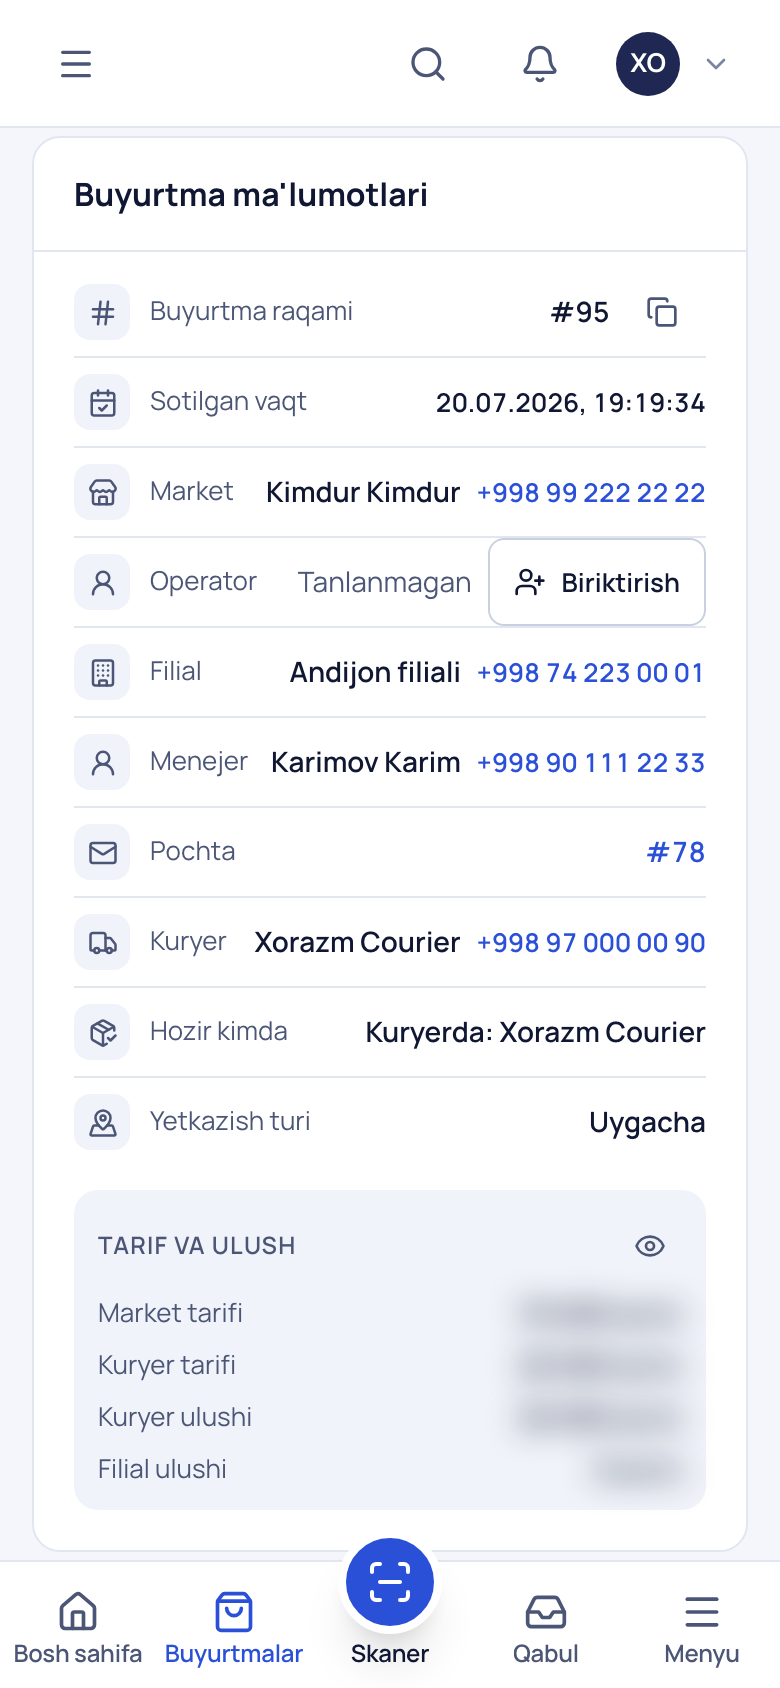 XO
Buyurtma ma'lumotlari
Buyurtma raqami #95
Sotilgan vaqt 20.07.2026, 19:19:34
Market Kimdur Kimdur +998 99 222 22 22
Operator Tanlanmagan Biriktirish
Filial Andijon filiali +998 74 223 00 01
Menejer Karimov Karim +998 90 111 22 33
Pochta #78
Kuryer Xorazm Courier +998 97 000 00 90
Hozir kimda Kuryerda: Xorazm Courier
Yetkazish turi Uygacha
TARIF VA ULUSH
Market tarifi
Kuryer tarifi
Kuryer ulushi
Filial ulushi
Bosh sahifa Buyurtmalar Skaner Qabul Menyu